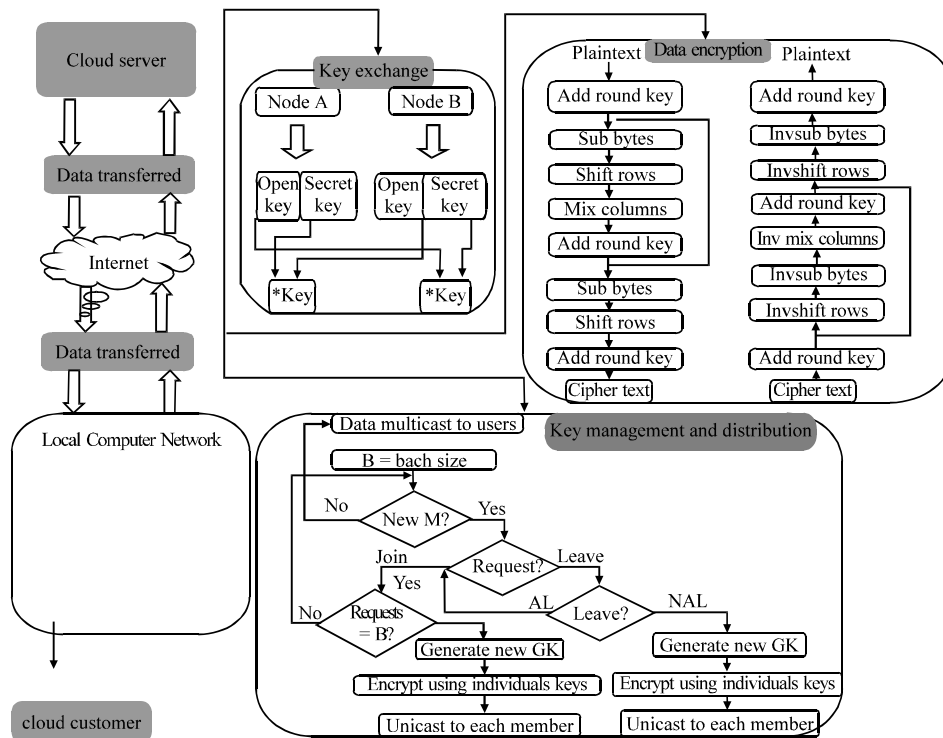 Cloud server
Data transferred
Internet
Data transferred
Local Computer Network
cloud customer
Key exchange
Node A
Node B
Open
key
Secret
key
Open
key
Secret
key
*Key
*Key
Data encryption
Plaintext
Add round key
Sub bytes
Shift rows
Mix columns
Add round key
Sub bytes
Shift rows
Add round key
Cipher text
Plaintext
Add round key
Invsub bytes
Invshift rows
Add round key
Inv mix columns
Invsub bytes
Invshift rows
Add round key
Cipher text
Key management and distribution
Data multicast to users
B = bach size
No
New M?
Yes
Join
Request?
Leave
Yes
No
Requests
= B?
AL
Leave?
NAL
Generate new GK
Encrypt using individuals keys
Unicast to each member
Generate new GK
Encrypt using individuals keys
Unicast to each member